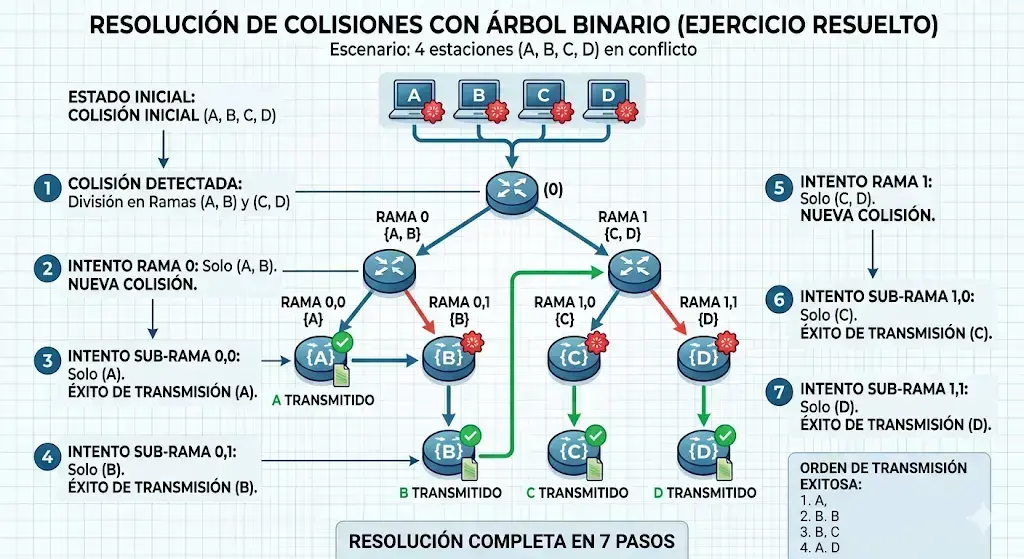 RESOLUCIÓN DE COLISIONES CON ÁRBOL BINARIO (EJERCICIO RESUELTO)
Escenario: 4 estaciones (A, B, C, D) en conflicto
A
B
C
D
ESTADO INICIAL:
COLISIÓN INICIAL (A, B, C, D)
1
COLISIÓN DETECTADA:
División en Ramas (A, B) y (C, D)
(0)
RAMA 0
{A, B}
RAMA 1
{C, D}
2
INTENTO RAMA 0: Solo (A, B).
NUEVA COLISIÓN.
RAMA 0,0
{A}
RAMA 0,1
{B}
RAMA 1,0
{C}
RAMA 1,1
{D}
3
INTENTO SUB-RAMA 0,0:
Solo (A).
ÉXITO DE TRANSMISIÓN (A).
{A}
{B}
{C}
{D}
A TRANSMITIDO
4
INTENTO SUB-RAMA 0,1:
Solo (B).
ÉXITO DE TRANSMISIÓN (B).
{B}
{C}
{D}
B TRANSMITIDO
C TRANSMITIDO
D TRANSMITIDO
5
INTENTO RAMA 1:
Solo (C, D).
NUEVA COLISIÓN.
6
INTENTO SUB-RAMA 1,0:
Solo (C).
ÉXITO DE TRANSMISIÓN (C).
7
INTENTO SUB-RAMA 1,1:
Solo (D).
ÉXITO DE TRANSMISIÓN (D).
ORDEN DE TRANSMISIÓN
EXITOSA:
1. A,
2. B. B
3. B, C
4. A. D
RESOLUCIÓN COMPLETA EN 7 PASOS